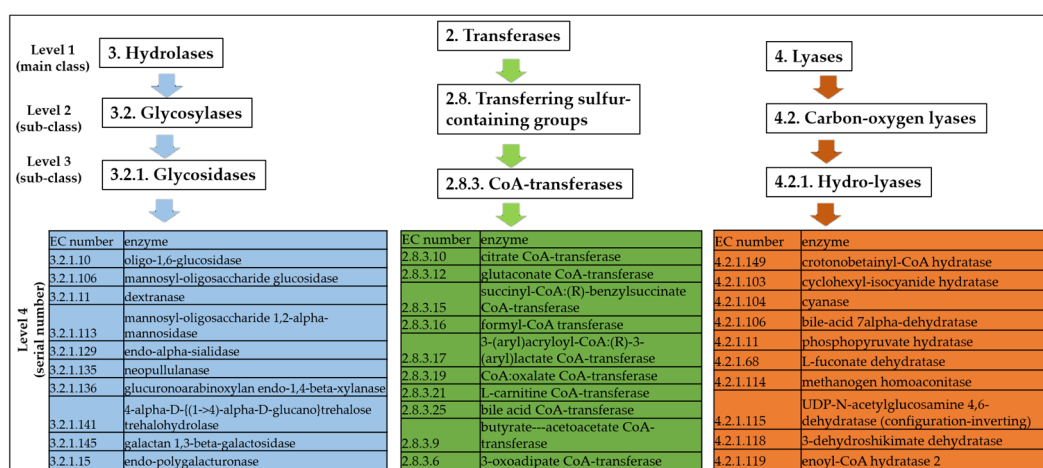 Level 1
(main class)
3. Hydrolases
2. Transferases
4. Lyases
Level 2
(sub-class)
3.2. Glycosylases
2.8. Transferring sulfur-
containing groups
4.2. Carbon-oxygen lyases
Level 3
(sub-class)
3.2.1. Glycosidases
2.8.3. CoA-transferases
4.2.1. Hydro-lyases
Level 4
(serial number)
EC number enzyme
3.2.1.10 oligo-1,6-glucosidase
3.2.1.106 mannosyl-oligosaccharide glucosidase
3.2.1.11 dextranase
mannosyl-oligosaccharide 1,2-alpha-
3.2.1.113 mannosidase
3.2.1.129 endo-alpha-sialidase
3.2.1.135 neopullulanase
3.2.1.136 glucuronoarabinoxylan endo-1,4-beta-xylanase
4-alpha-D-{(1->4)-alpha-D-glucano}trehalose
3.2.1.141 trehalohydrolase
3.2.1.145 galactan 1,3-beta-galactosidase
3.2.1.15 endo-polygalacturonase
EC number enzyme
2.8.3.10 citrate CoA-transferase
2.8.3.12 glutaconate CoA-transferase
succinyl-CoA:(R)-benzylsuccinate
2.8.3.15 CoA-transferase
2.8.3.16 formyl-CoA transferase
3-(aryl)acryloyl-CoA:(R)-3-
2.8.3.17 (aryl)lactate CoA-transferase
2.8.3.19 CoA:oxalate CoA-transferase
2.8.3.21 L-carnitine CoA-transferase
2.8.3.25 bile acid CoA-transferase
butyrate---acetoacetate CoA-
2.8.3.9 transferase
2.8.3.6 3-oxoadipate CoA-transferase
EC number enzyme
4.2.1.149 crotonobetainyl-CoA hydratase
4.2.1.103 cyclohexyl-isocyanide hydratase
4.2.1.104 cyanase
4.2.1.106 bile-acid 7alpha-dehydratase
4.2.1.11 phosphopyruvate hydratase
4.2.1.68 L-fuconate dehydratase
4.2.1.114 methanogen homoaconitase
UDP-N-acetylglucosamine 4,6-
4.2.1.115 dehydratase (configuration-inverting)
4.2.1.118 3-dehydroshikimate dehydratase
4.2.1.119 enoyl-CoA hydratase 2